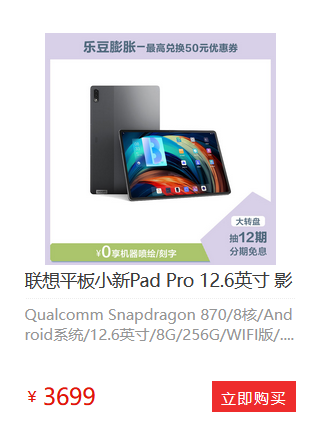 乐豆膨胀-最高兑换50元优惠券
大转盘
抽12期
分期免息
¥0享机器喷绘/刻字
联想平板小新Pad Pro 12.6英寸 影
Qualcomm Snapdragon 870/8核/And
roid系统/12.6英寸/8G/256G/WIFI版/....
¥ 3699
立即购买